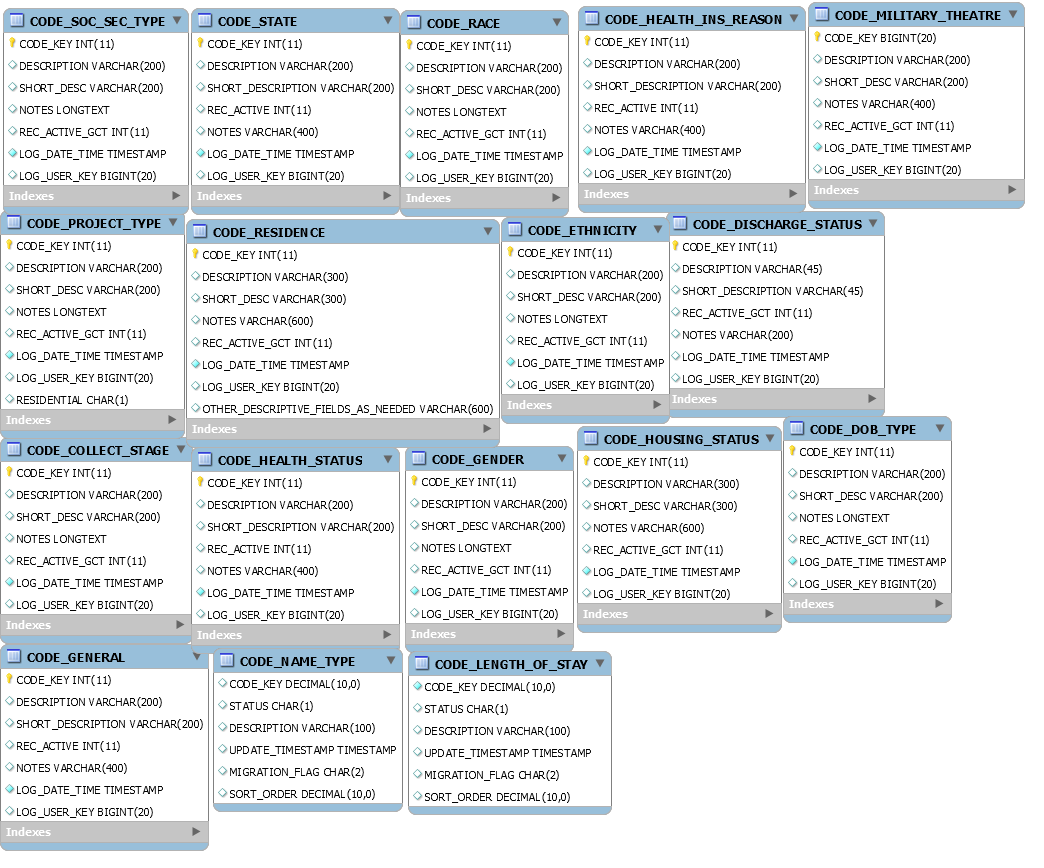 CODE_SOC_SEC_TYPE
CODE_KEY INT(11)
DESCRIPTION VARCHAR(200)
SHORT_DESC VARCHAR(200)
NOTES LONGTEXT
REC_ACTIVE_GCT INT(11)
LOG_DATE_TIME TIMESTAMP
LOG_USER_KEY BIGINT(20)
Indexes
CODE_STATE
CODE_KEY INT(11)
DESCRIPTION VARCHAR(200)
SHORT_DESCRIPTION VARCHAR(200)
REC_ACTIVE INT(11)
NOTES VARCHAR(400)
LOG_DATE_TIME TIMESTAMP
LOG_USER_KEY BIGINT(20)
Indexes
CODE_RACE
CODE_KEY INT(11)
DESCRIPTION VARCHAR(200)
SHORT_DESC VARCHAR(200)
NOTES LONGTEXT
REC_ACTIVE_GCT INT(11)
LOG_DATE_TIME TIMESTAMP
LOG_USER_KEY BIGINT(20)
Indexes
CODE_HEALTH_INS_REASON
CODE_KEY INT(11)
DESCRIPTION VARCHAR(200)
SHORT_DESCRIPTION VARCHAR(200)
REC_ACTIVE INT(11)
NOTES VARCHAR(400)
LOG_DATE_TIME TIMESTAMP
LOG_USER_KEY BIGINT(20)
Indexes
CODE_MILITARY_THEATRE
CODE_KEY BIGINT(20)
DESCRIPTION VARCHAR(200)
SHORT_DESC VARCHAR(200)
NOTES VARCHAR(400)
REC_ACTIVE_GCT INT(11)
LOG_DATE_TIME TIMESTAMP
LOG_USER_KEY BIGINT(20)
Indexes
CODE_PROJECT_TYPE
CODE_KEY INT(11)
DESCRIPTION VARCHAR(200)
SHORT_DESC VARCHAR(200)
NOTES LONGTEXT
REC_ACTIVE_GCT INT(11)
LOG_DATE_TIME TIMESTAMP
LOG_USER_KEY BIGINT(20)
RESIDENTIAL CHAR(1)
Indexes
CODE_RESIDENCE
CODE_KEY INT(11)
DESCRIPTION VARCHAR(300)
SHORT_DESC VARCHAR(300)
NOTES VARCHAR(600)
REC_ACTIVE_GCT INT(11)
LOG_DATE_TIME TIMESTAMP
LOG_USER_KEY BIGINT(20)
OTHER_DESCRIPTIVE_FIELDS_AS_NEEDED VARCHAR(600)
Indexes
CODE_ETHNICITY
CODE_KEY INT(11)
DESCRIPTION VARCHAR(200)
SHORT_DESC VARCHAR(200)
NOTES LONGTEXT
REC_ACTIVE_GCT INT(11)
LOG_DATE_TIME TIMESTAMP
LOG_USER_KEY BIGINT(20)
Indexes
CODE_DISCHARGE_STATUS
CODE_KEY INT(11)
DESCRIPTION VARCHAR(45)
SHORT_DESCRIPTION VARCHAR(45)
REC_ACTIVE_GCT INT(11)
NOTES VARCHAR(200)
LOG_DATE_TIME TIMESTAMP
LOG_USER_KEY BIGINT(20)
Indexes
CODE_COLLECT_STAGE
CODE_KEY INT(11)
DESCRIPTION VARCHAR(200)
SHORT_DESC VARCHAR(200)
NOTES LONGTEXT
REC_ACTIVE_GCT INT(11)
LOG_DATE_TIME TIMESTAMP
LOG_USER_KEY BIGINT(20)
Indexes
CODE_HEALTH_STATUS
CODE_KEY INT(11)
DESCRIPTION VARCHAR(200)
SHORT_DESCRIPTION VARCHAR(200)
REC_ACTIVE INT(11)
NOTES VARCHAR(400)
LOG_DATE_TIME TIMESTAMP
LOG_USER_KEY BIGINT(20)
Indexes
CODE_GENDER
CODE_KEY INT(11)
DESCRIPTION VARCHAR(200)
SHORT_DESC VARCHAR(200)
NOTES LONGTEXT
REC_ACTIVE_GCT INT(11)
LOG_DATE_TIME TIMESTAMP
LOG_USER_KEY BIGINT(20)
Indexes
CODE_HOUSING_STATUS
CODE_KEY INT(11)
DESCRIPTION VARCHAR(300)
SHORT_DESC VARCHAR(300)
NOTES VARCHAR(600)
REC_ACTIVE_GCT INT(11)
LOG_DATE_TIME TIMESTAMP
LOG_USER_KEY BIGINT(20)
Indexes
CODE_DOB_TYPE
CODE_KEY INT(11)
DESCRIPTION VARCHAR(200)
SHORT_DESC VARCHAR(200)
NOTES LONGTEXT
REC_ACTIVE_GCT INT(11)
LOG_DATE_TIME TIMESTAMP
LOG_USER_KEY BIGINT(20)
Indexes
CODE_GENERAL
CODE_KEY INT(11)
DESCRIPTION VARCHAR(200)
SHORT_DESCRIPTION VARCHAR(200)
REC_ACTIVE INT(11)
NOTES VARCHAR(400)
LOG_DATE_TIME TIMESTAMP
LOG_USER_KEY BIGINT(20)
Indexes
CODE_NAME_TYPE
CODE_KEY DECIMAL(10,0)
STATUS CHAR(1)
DESCRIPTION VARCHAR(100)
UPDATE_TIMESTAMP TIMESTAMP
MIGRATION_FLAG CHAR(2)
SORT_ORDER DECIMAL(10,0)
CODE_LENGTH_OF_STAY
CODE_KEY DECIMAL(10,0)
STATUS CHAR(1)
DESCRIPTION VARCHAR(100)
UPDATE_TIMESTAMP TIMESTAMP
MIGRATION_FLAG CHAR(2)
SORT_ORDER DECIMAL(10,0)